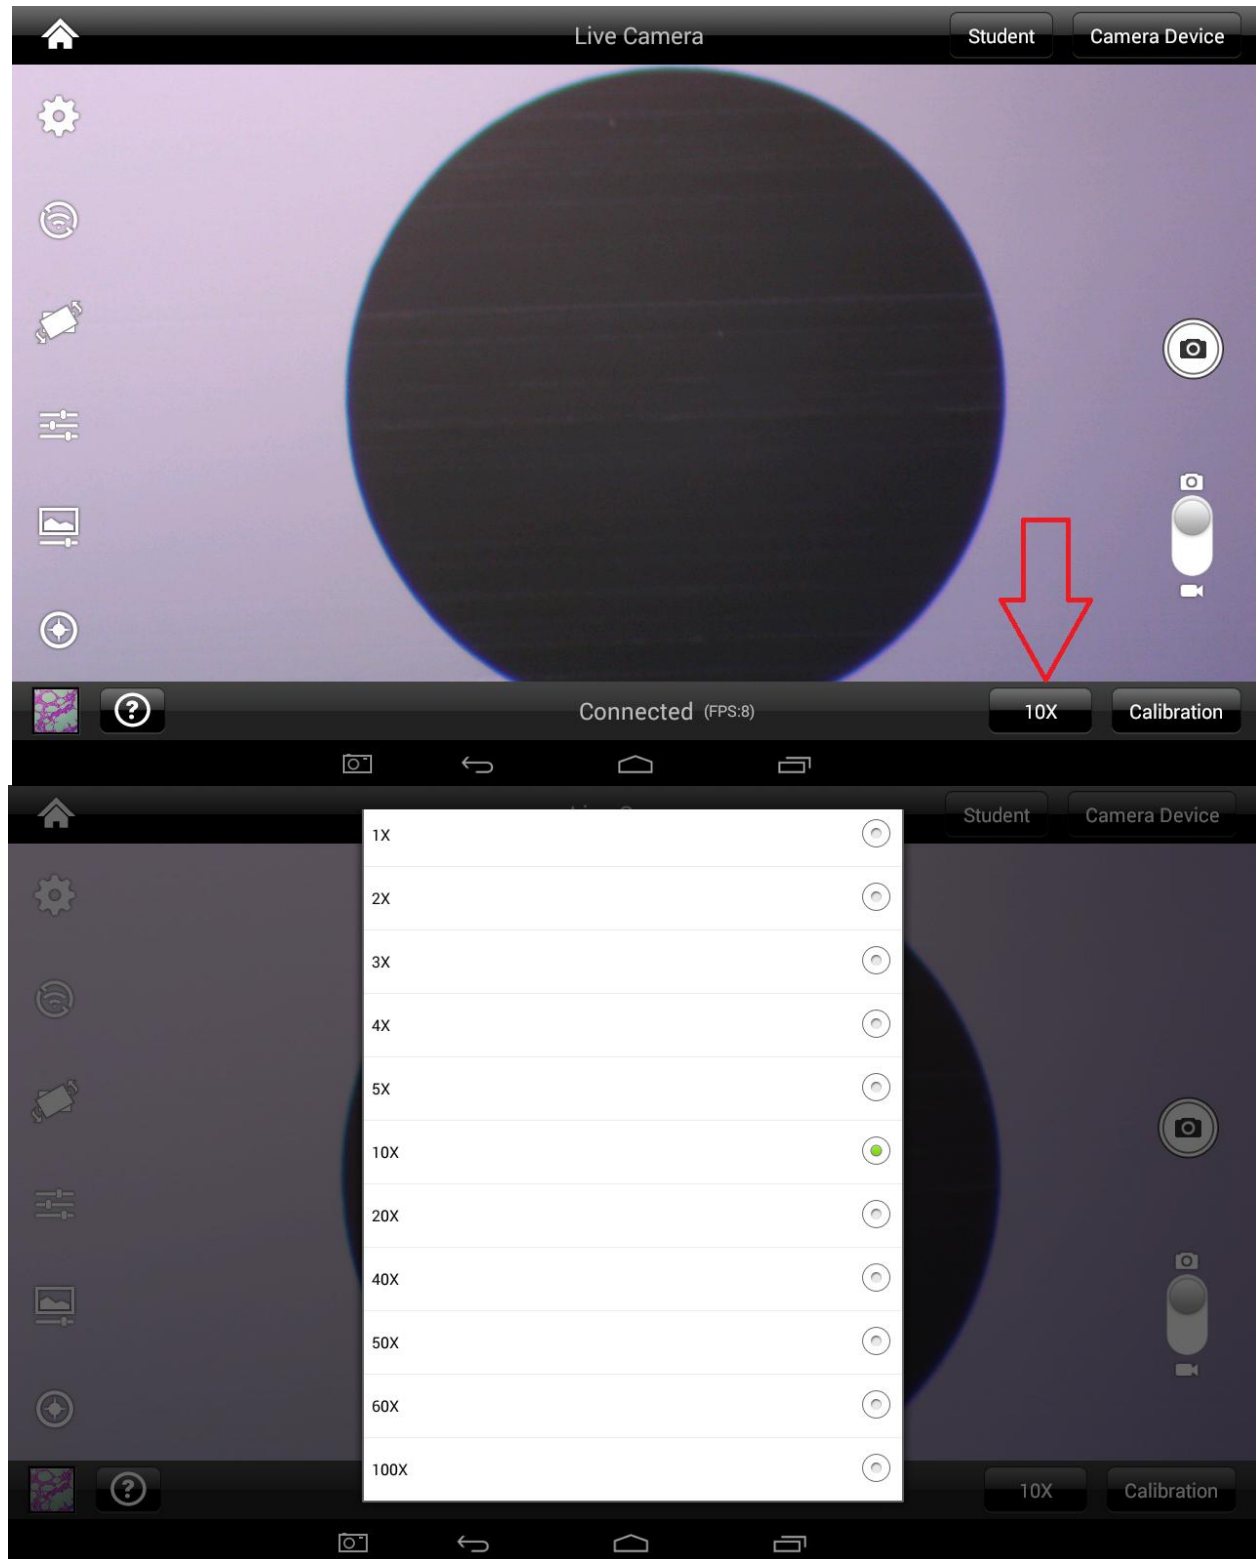 Live Camera
Student
Camera Device
Connected (FPS:8)
10X
Calibration
Student
Camera Device
1X
2X
3X
4X
5X
10X
20X
40X
50X
60X
100X
10X
Calibration